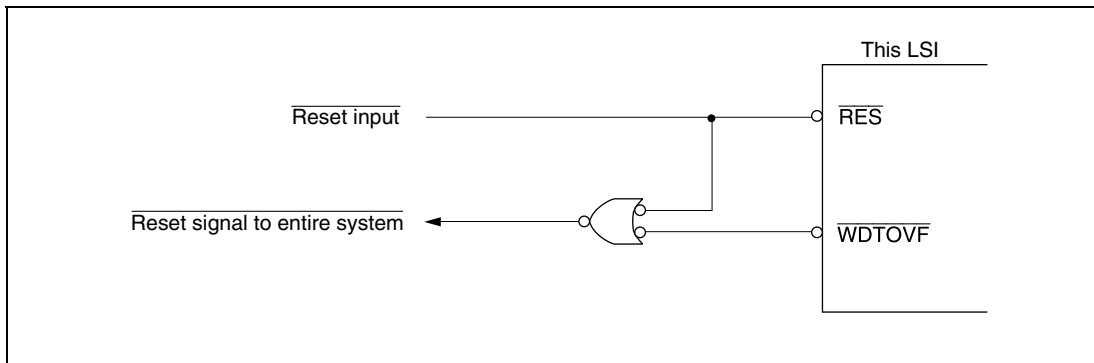 This LSI
Reset input
RES
Reset signal to entire system
WDTOVF